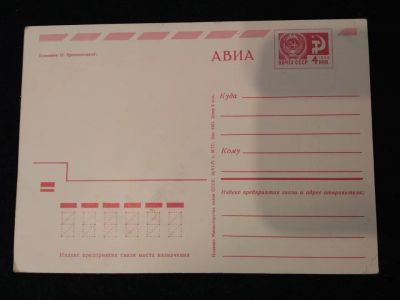 АВИА
ПОЧТА СССР
4
КОП
Куда
Кому
Индекс предприятия связи и адрес отправителя:
Индекс предприятия связи места назначения